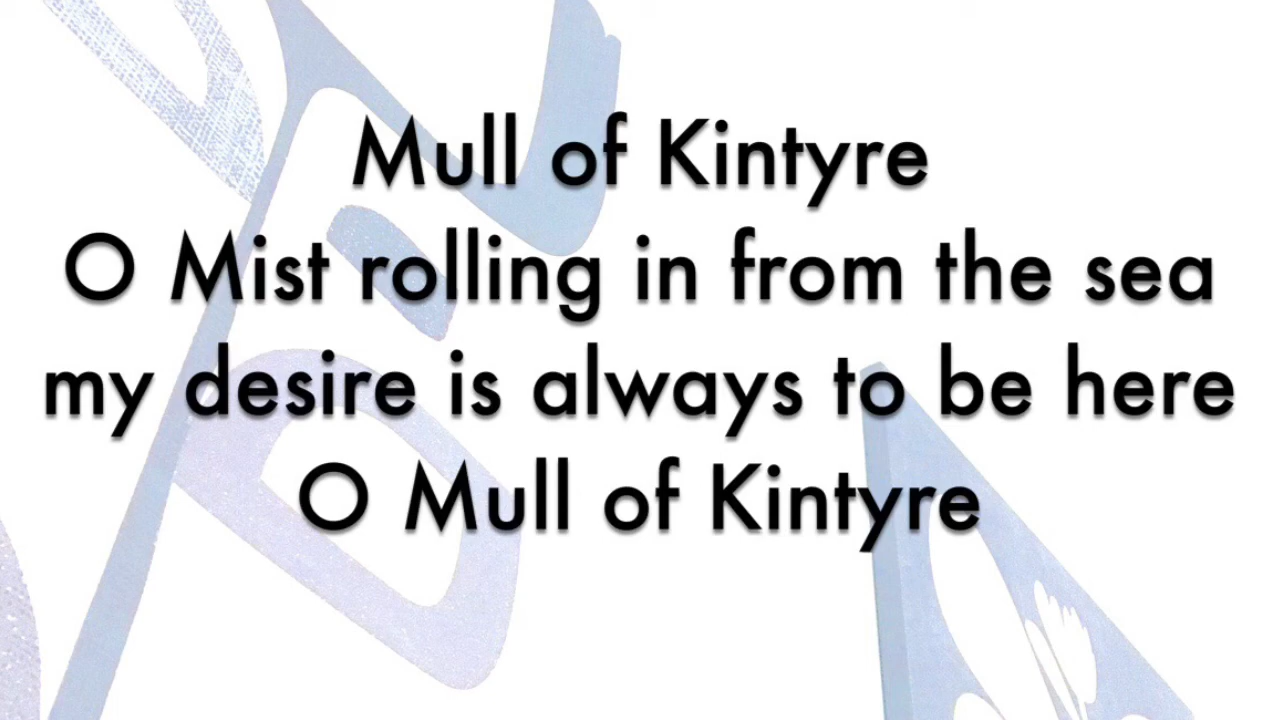 Mull of Kintyre
O Mist rolling in from the sea
my desire is always to be here
O Mull of Kintyre